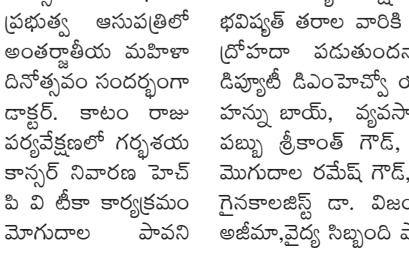 ప్రభుత్వ ఆసుపత్రిలో
అంతర్జాతీయ మహిళా
దినోత్సవం సందర్భంగా
డాక్టర్. కాటం రాజు
పర్యవేక్షణలో గర్భశయ
కాన్సర్ నివారణ హెచ్
పి వి టీకా కార్యక్రమం
మోగుదాల పావని
భవిష్యత్ తరాల వారికి
ద్రోహదా పడుతుందన
డిప్యూటీ డిఎంహెచ్వో
హన్ను బాయ్, వ్యవసా
పబ్బు శ్రీకాంత్ గౌడ్,
మొగుదాల రమేష్ గౌడ్,
గైనకాలజిస్ట్ డా. విజం
అజీమా,వైద్య సిబ్బంది